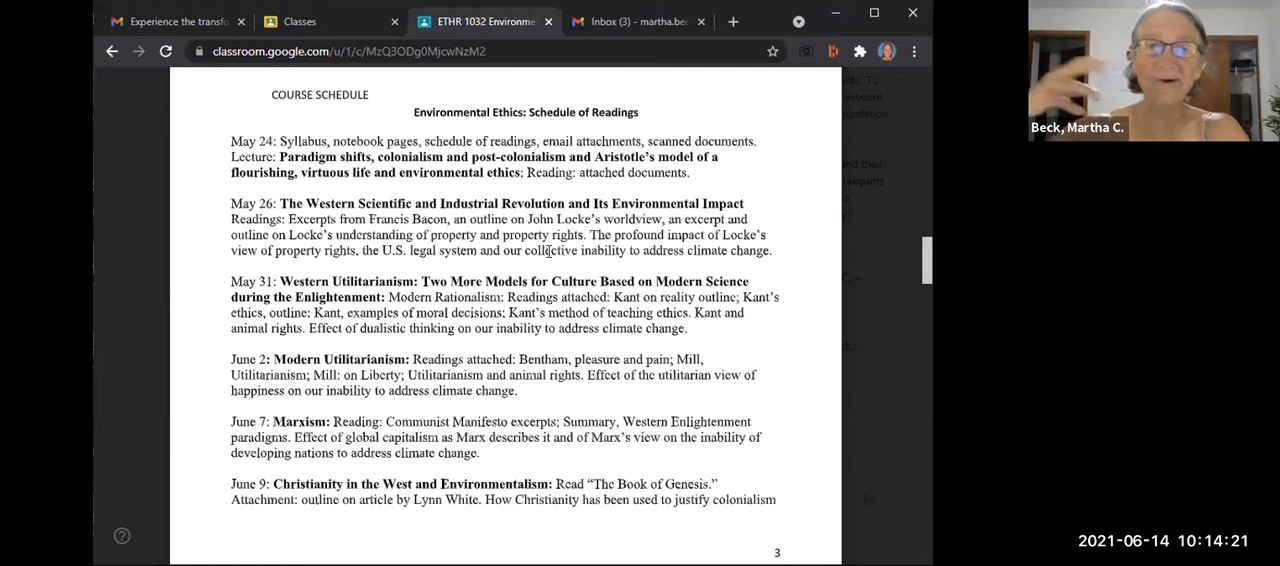 Experience the transfo
Classes
ETHR 1032 Environme
Inbox (3) - martha.bec
classroom.google.com/u/1/c/MzQ3ODg0MjcwNzM2
COURSE SCHEDULE
Environmental Ethics: Schedule of Readings
May 24: Syllabus, notebook pages, schedule of readings, email attachments, scanned documents.
Lecture: Paradigm shifts, colonialism and post-colonialism and Aristotle's model of a
flourishing, virtuous life and environmental ethics; Reading: attached documents.
May 26: The Western Scientific and Industrial Revolution and Its Environmental Impact
Readings: Excerpts from Francis Bacon, an outline on John Locke's worldview, an excerpt and
outline on Locke's understanding of property and property rights. The profound impact of Locke's
view of property rights, the U.S. legal system and our collective inability to address climate change.
May 31: Western Utilitarianism: Two More Models for Culture Based on Modern Science
during the Enlightenment: Modern Rationalism: Readings attached: Kant on reality outline; Kant's
ethics, outline; Kant, examples of moral decisions; Kant's method of teaching ethics. Kant and
animal rights. Effect of dualistic thinking on our inability to address climate change.
June 2: Modern Utilitarianism: Readings attached: Bentham, pleasure and pain; Mill,
Utilitarianism; Mill: on Liberty; Utilitarianism and animal rights. Effect of the utilitarian view of
happiness on our inability to address climate change.
June 7: Marxism: Reading: Communist Manifesto excerpts; Summary, Western Enlightenment
paradigms. Effect of global capitalism as Marx describes it and of Marx's view on the inability of
developing nations to address climate change.
June 9: Christianity in the West and Environmentalism: Read "The Book of Genesis."
Attachment: outline on article by Lynn White. How Christianity has been used to justify colonialism
3
wisdom
undation
and their
religions
Beck, Martha C.
2021-06-14 10:14:21